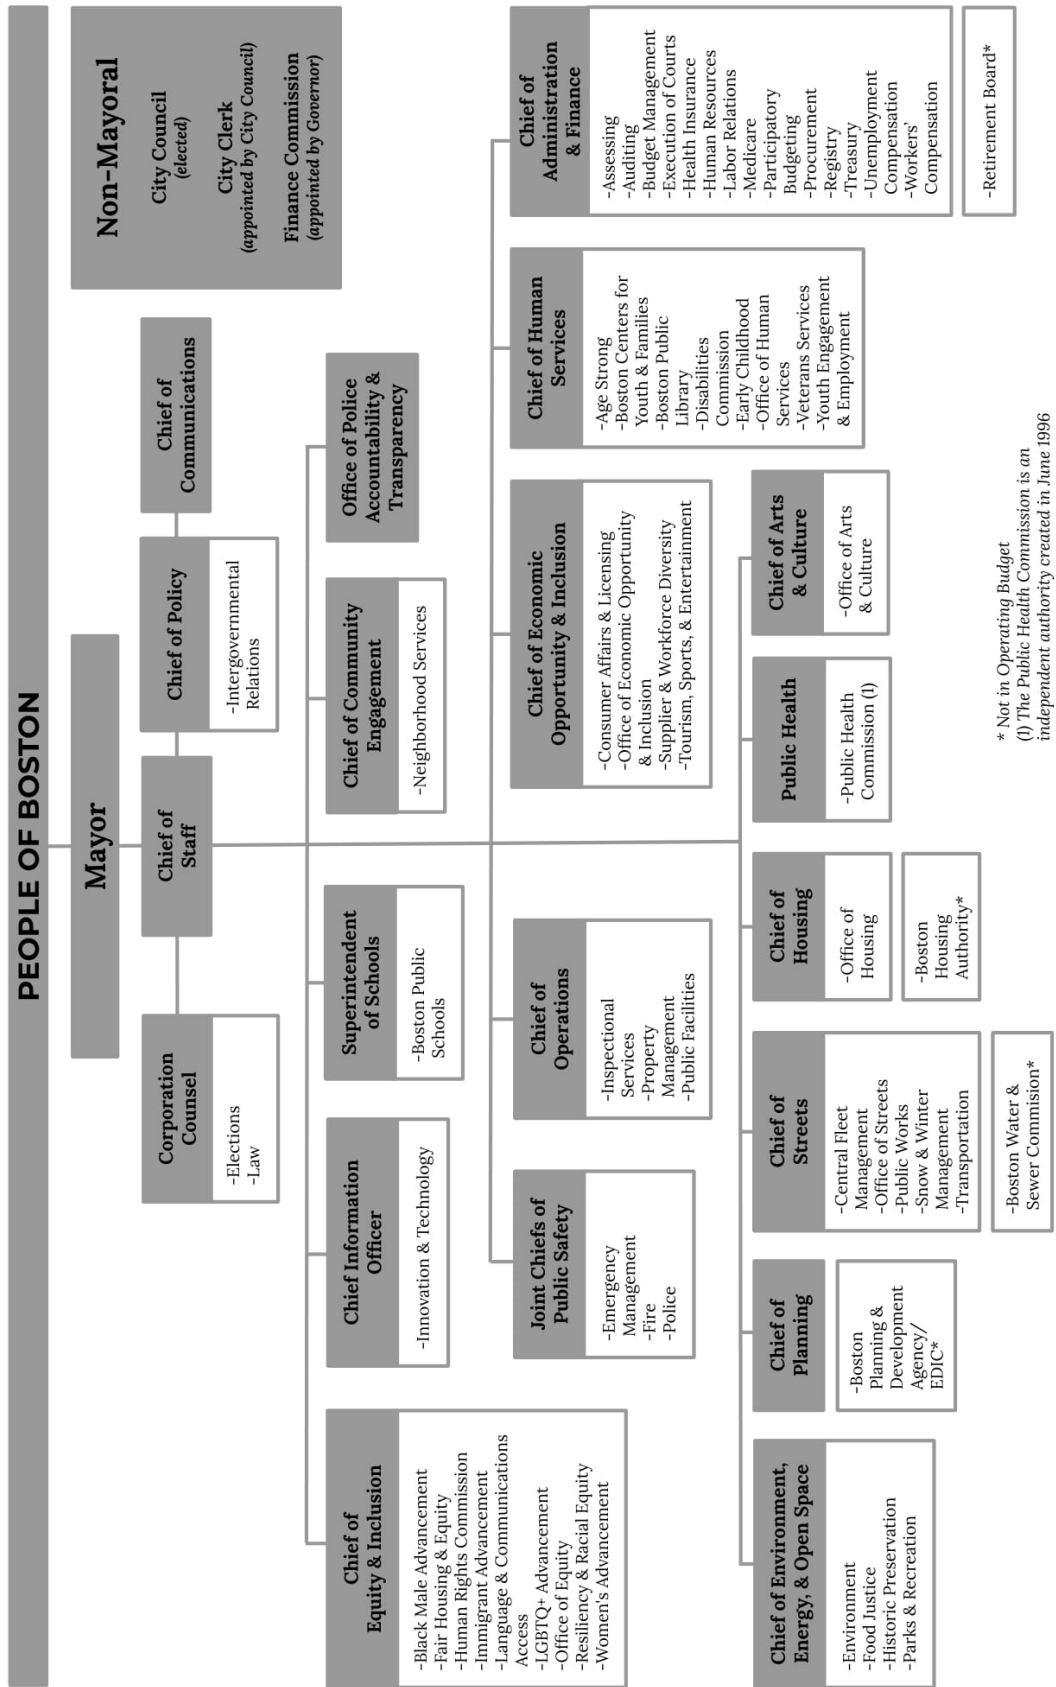 PEOPLE OF BOSTON
Mayor
Non-Mayoral
City Council
(elected)
City Clerk
(appointed by City Council)
Finance Commission
(appointed by Governor)
Corporation
Counsel
-Elections
-Law
Chief of
Staff
Chief of Policy
-Intergovernmental
Relations
Chief of
Communications
Chief of
Equity & Inclusion
-Black Male Advancement
-Fair Housing & Equity
-Human Rights Commission
-Immigrant Advancement
-Language & Communications
Access
-LGBTQ+ Advancement
-Office of Equity
-Resiliency & Racial Equity
-Women's Advancement
Chief Information
Officer
-Innovation & Technology
Superintendent
of Schools
-Boston Public
Schools
Chief of Community
Engagement
-Neighborhood Services
Office of Police
Accountability &
Transparency
Joint Chiefs of
Public Safety
-Emergency
Management
-Fire
-Police
Chief of
Operations
-Inspectional
Services
-Property
Management
-Public Facilities
Chief of Economic
Opportunity & Inclusion
-Consumer Affairs & Licensing
-Office of Economic Opportunity
& Inclusion
-Supplier & Workforce Diversity
-Tourism, Sports, & Entertainment
Chief of Human
Services
-Age Strong
-Boston Centers for
Youth & Families
-Boston Public
Library
-Disabilities
Commission
-Early Childhood
-Office of Human
Services
-Veterans Services
-Youth Engagement
& Employment
Chief of
Administration
& Finance
-Assessing
-Auditing
-Budget Management
-Execution of Courts
-Health Insurance
-Human Resources
-Labor Relations
-Medicare
-Participatory
Budgeting
-Procurement
-Registry
-Treasury
-Unemployment
Compensation
-Workers'
Compensation
-Retirement Board*
Chief of Environment,
Energy, & Open Space
-Environment
-Food Justice
-Historic Preservation
-Parks & Recreation
Chief of
Planning
-Boston
Planning &
Development
Agency/
EDIC*
Chief of
Streets
-Central Fleet
Management
-Office of Streets
-Public Works
-Snow & Winter
Management
-Transportation
-Boston Water &
Sewer Commision*
Chief of
Housing
-Office of
Housing
-Boston
Housing
Authority*
Public Health
-Public Health
Commission (1)
Chief of Arts
& Culture
-Office of Arts
& Culture
* Not in Operating Budget
(1) The Public Health Commission is an
independent authority created in June 1996